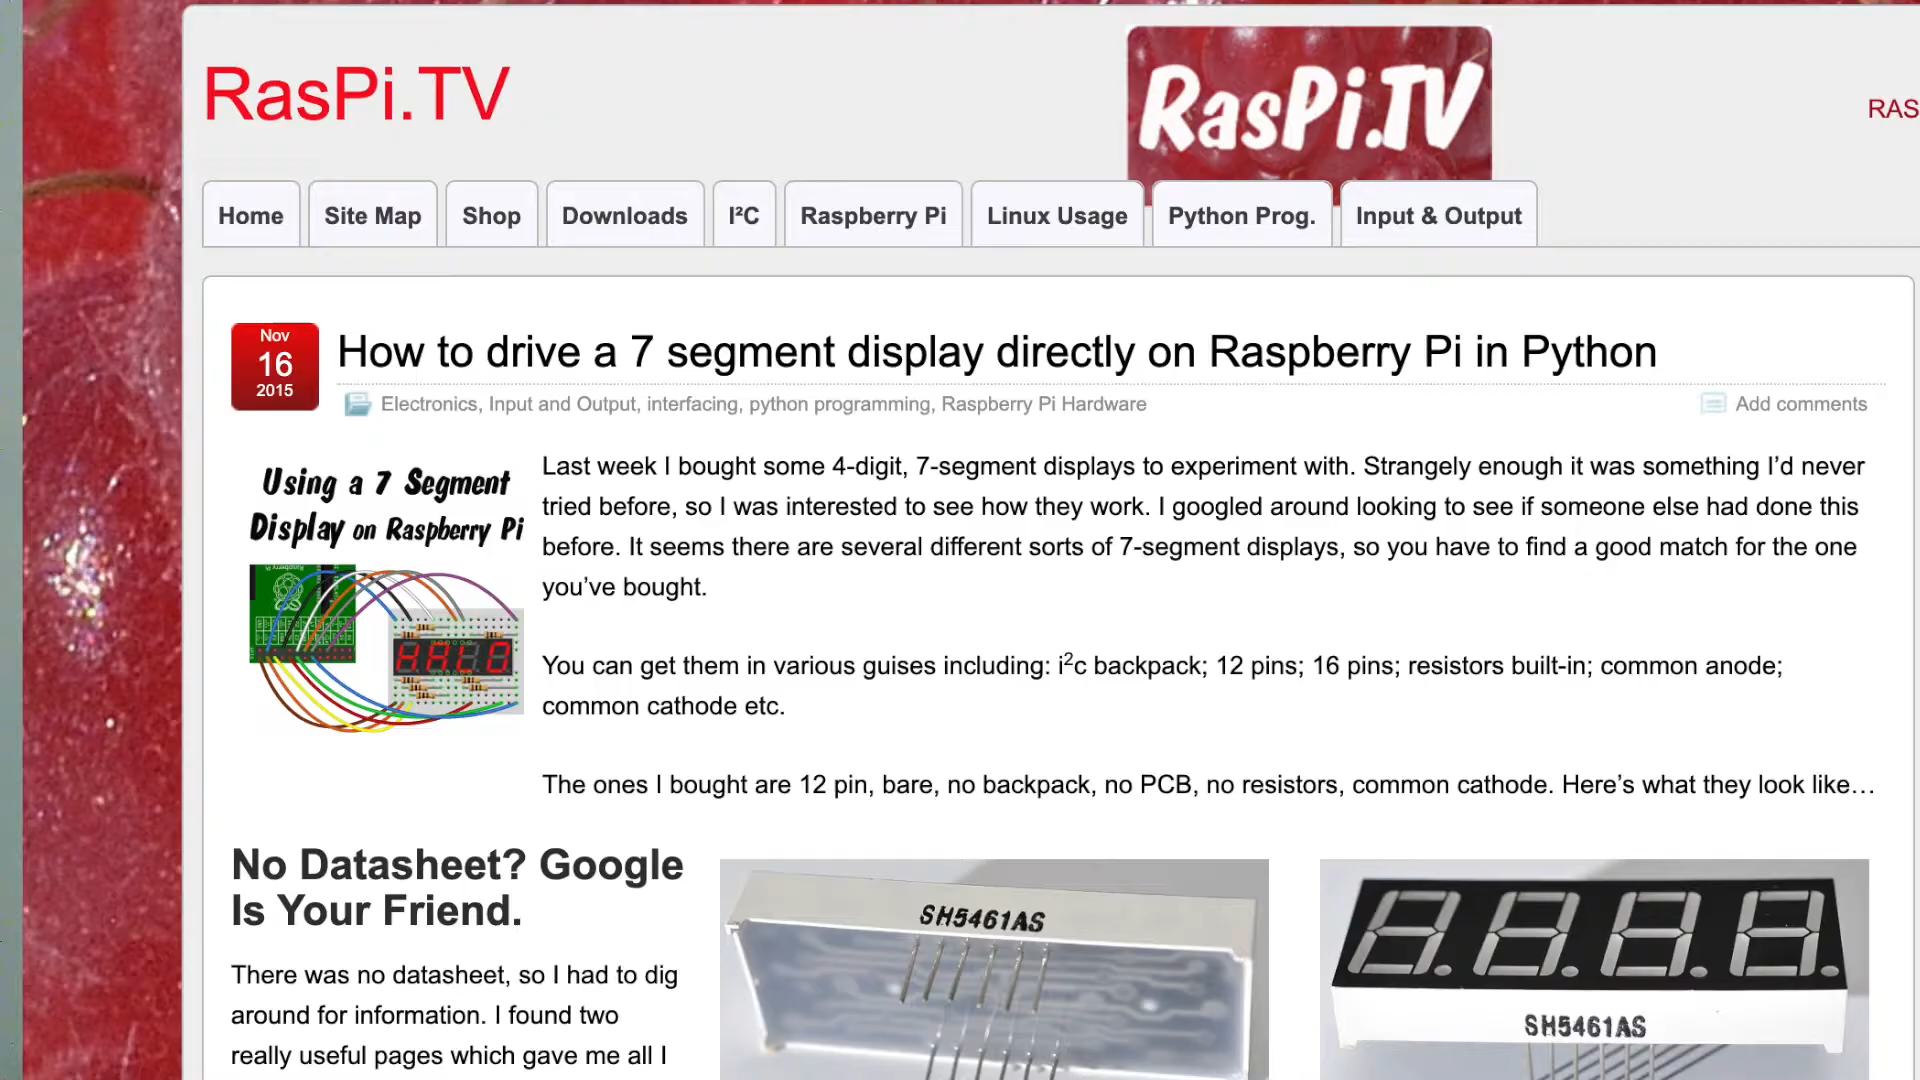 RasPi.TV
RasPi.TV
RAS
Home
Site Map
Shop
Downloads
I²C
Raspberry Pi
Linux Usage
Python Prog.
Input & Output
Nov
16
2015
How to drive a 7 segment display directly on Raspberry Pi in Python
Electronics, Input and Output, interfacing, python programming, Raspberry Pi Hardware
Add comments
Using a 7 Segment
Display on Raspberry Pi
HALO
Last week I bought some 4-digit, 7-segment displays to experiment with. Strangely enough it was something I’d never
tried before, so I was interested to see how they work. I googled around looking to see if someone else had done this
before. It seems there are several different sorts of 7-segment displays, so you have to find a good match for the one
you’ve bought.
You can get them in various guises including: i²c backpack; 12 pins; 16 pins; resistors built-in; common anode;
common cathode etc.
The ones I bought are 12 pin, bare, no backpack, no PCB, no resistors, common cathode. Here’s what they look like…
No Datasheet? Google
Is Your Friend.
There was no datasheet, so I had to dig
around for information. I found two
really useful pages which gave me all I
SH5461AS
8.8.8.8.
SH5461AS